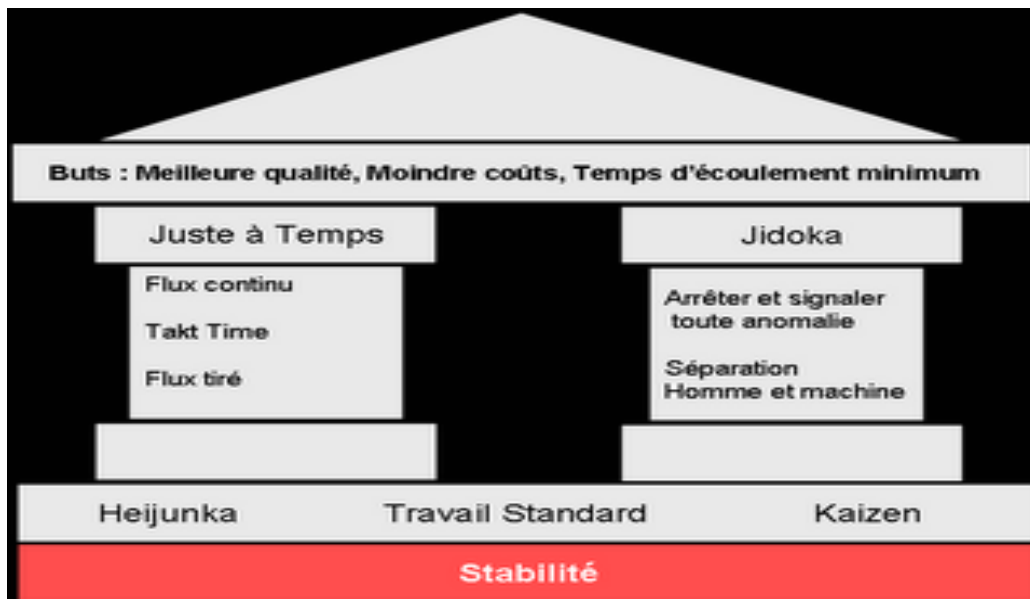 Buts : Meilleure qualité, Moindre coûts, Temps d'écoulement minimum
Juste à Temps
Flux continu
Takt Time
Flux tiré
Jidoka
Arrêter et signaler
toute anomalie
Séparation
Homme et machine
Heijunka Travail Standard Kaizen
Stabilité